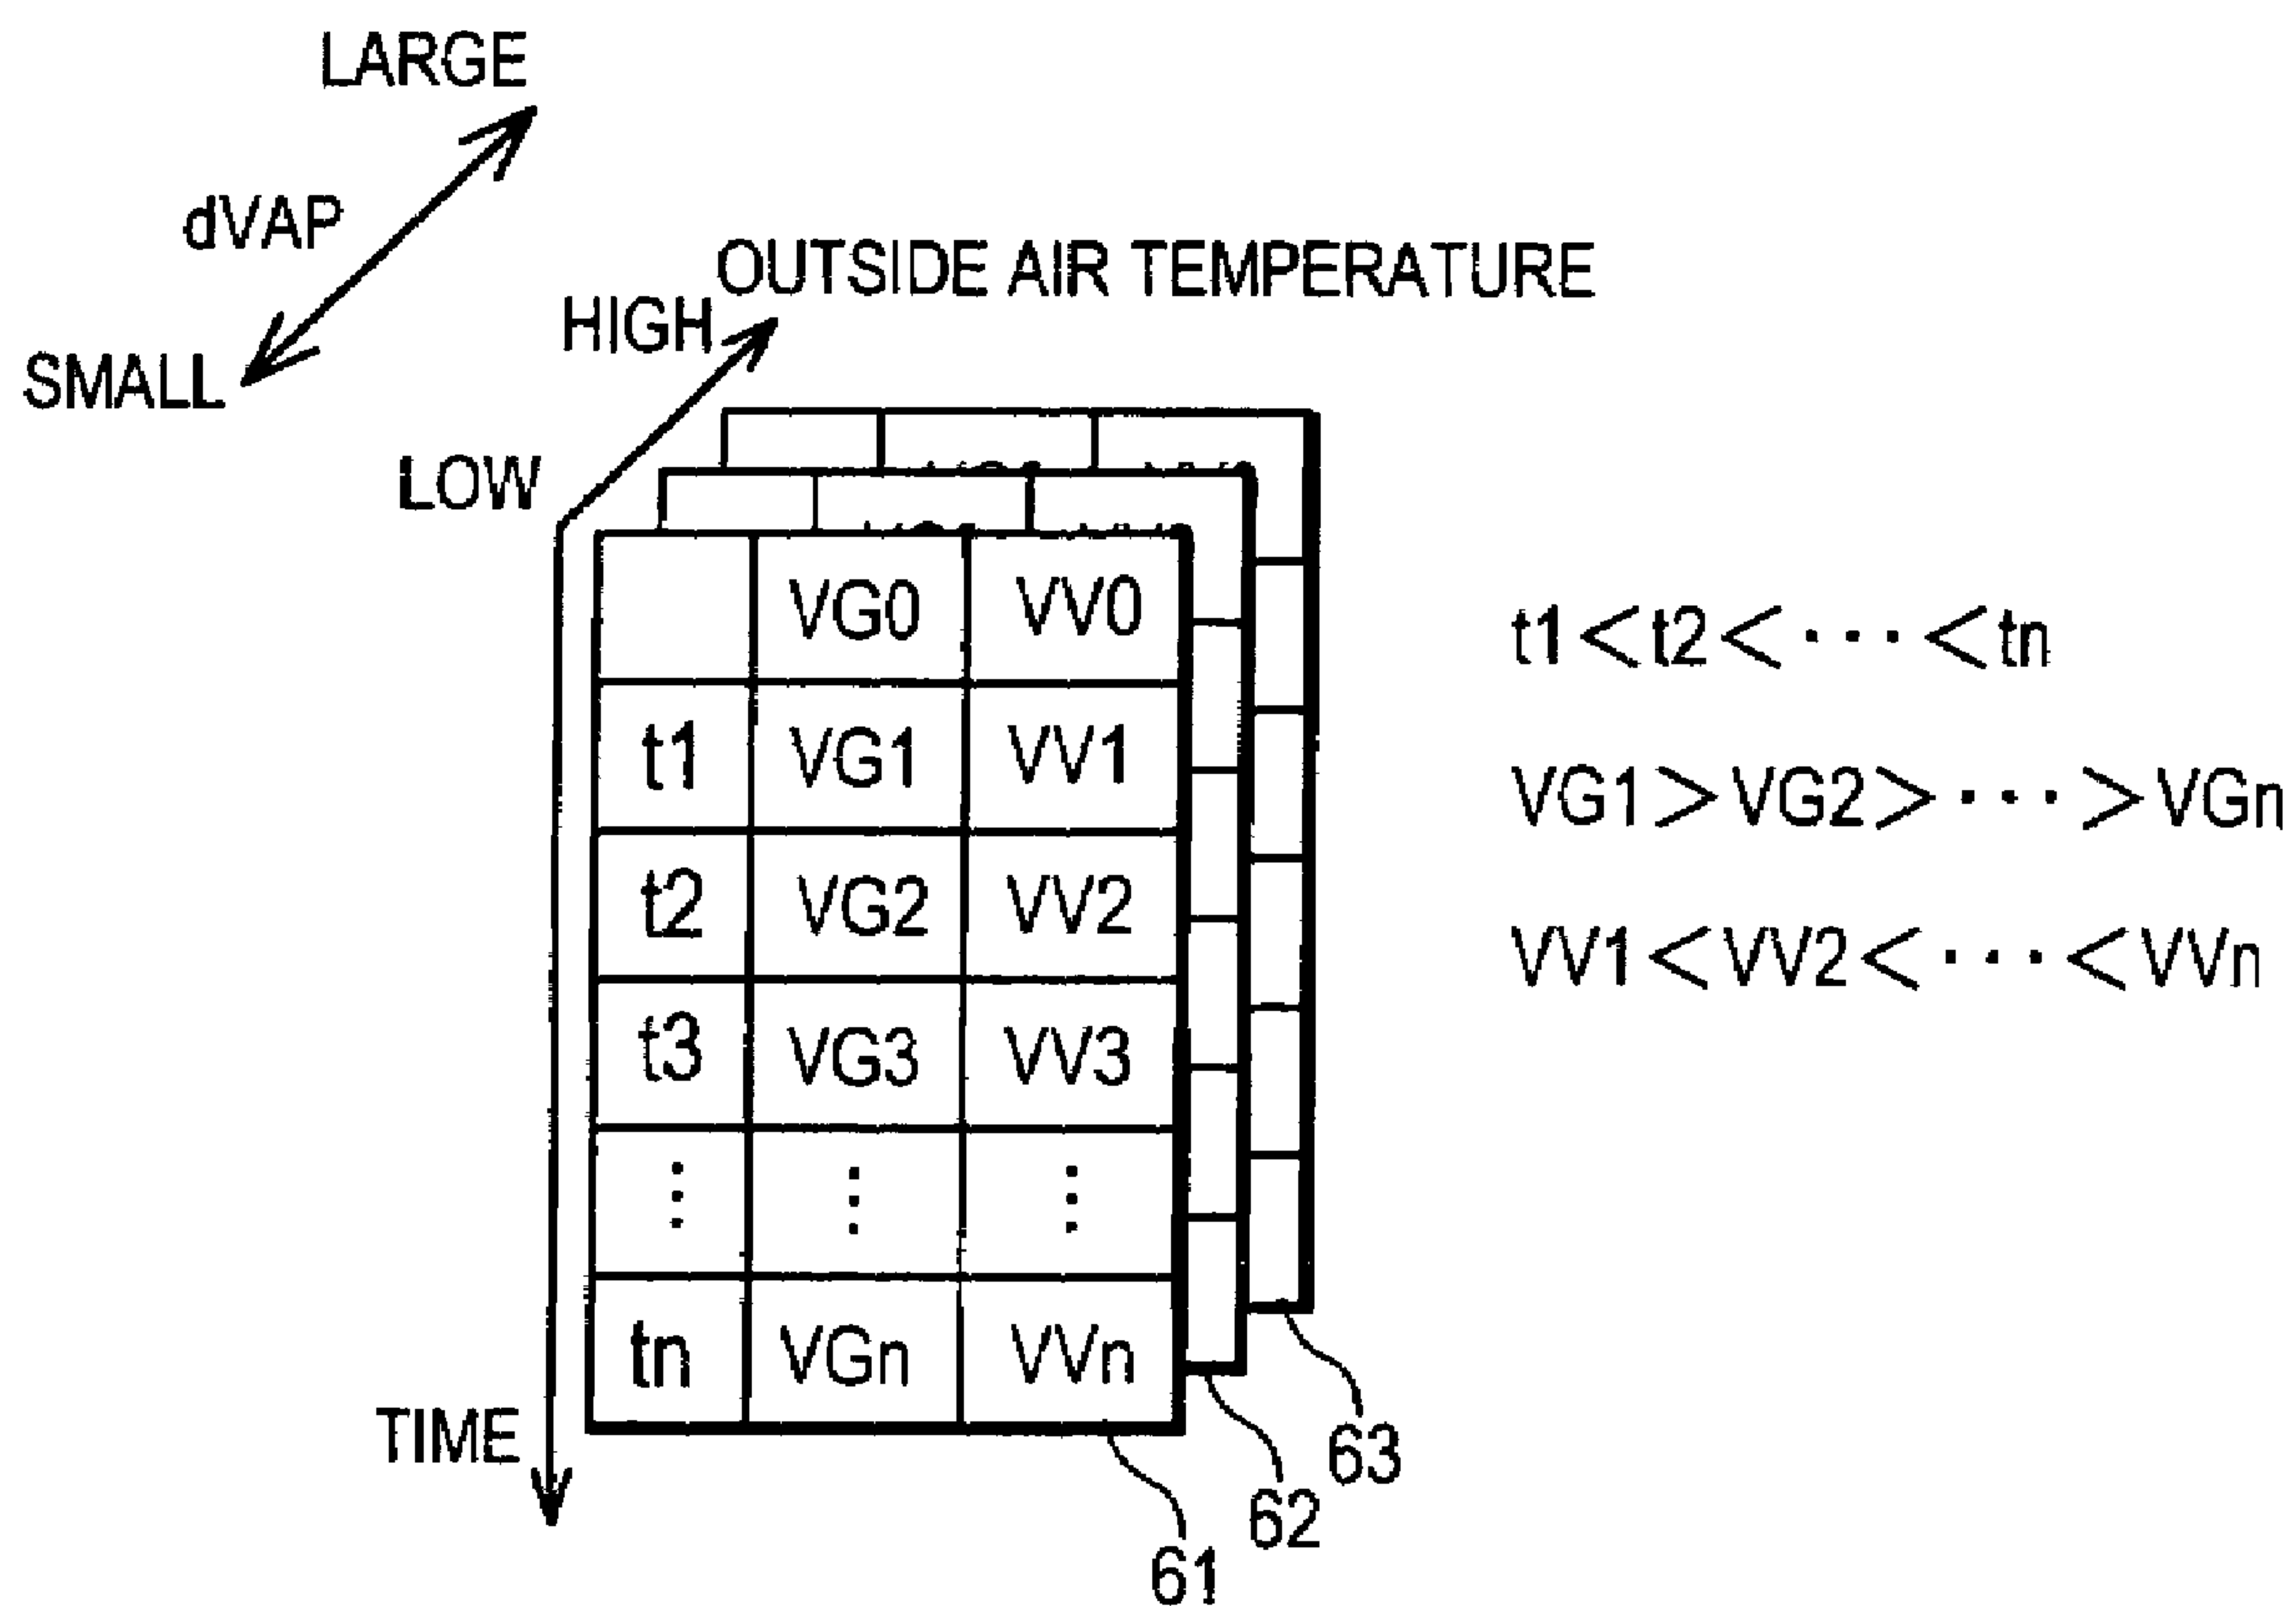 LARGE
dVAP
SMALL
OUTSIDE AIR TEMPERATURE
HIGH
LOW
VG0 VV0
t1 VG1 VV1
t2 VG2 VV2
t3 VG3 VV3
⋮ ⋮ ⋮
tn VGn VVn
TIME
t1<t2<···<tn
VG1>VG2>···>VGn
VV1<VV2<···<VVn
61
62
63